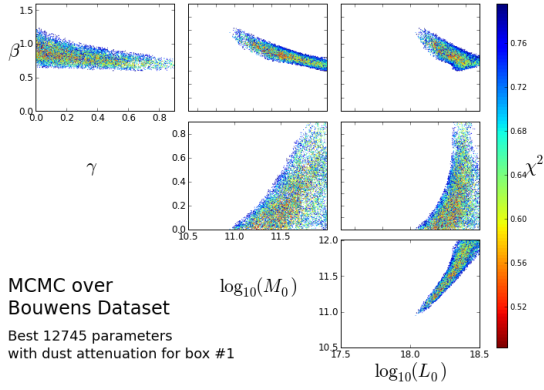 1.5
β
1.0
0.5
0.0
0.0 0.2 0.4 0.6 0.8
γ
0.8
0.6
0.4
0.2
0.0
10.5 11.0 11.5
log₁₀(M₀)
12.0
11.5
11.0
10.5
17.5 18.0 18.5
log₁₀(L₀)
0.76
0.72
0.68
χ²
0.64
0.60
0.56
0.52
MCMC over
Bouwens Dataset
Best 12745 parameters
with dust attenuation for box #1